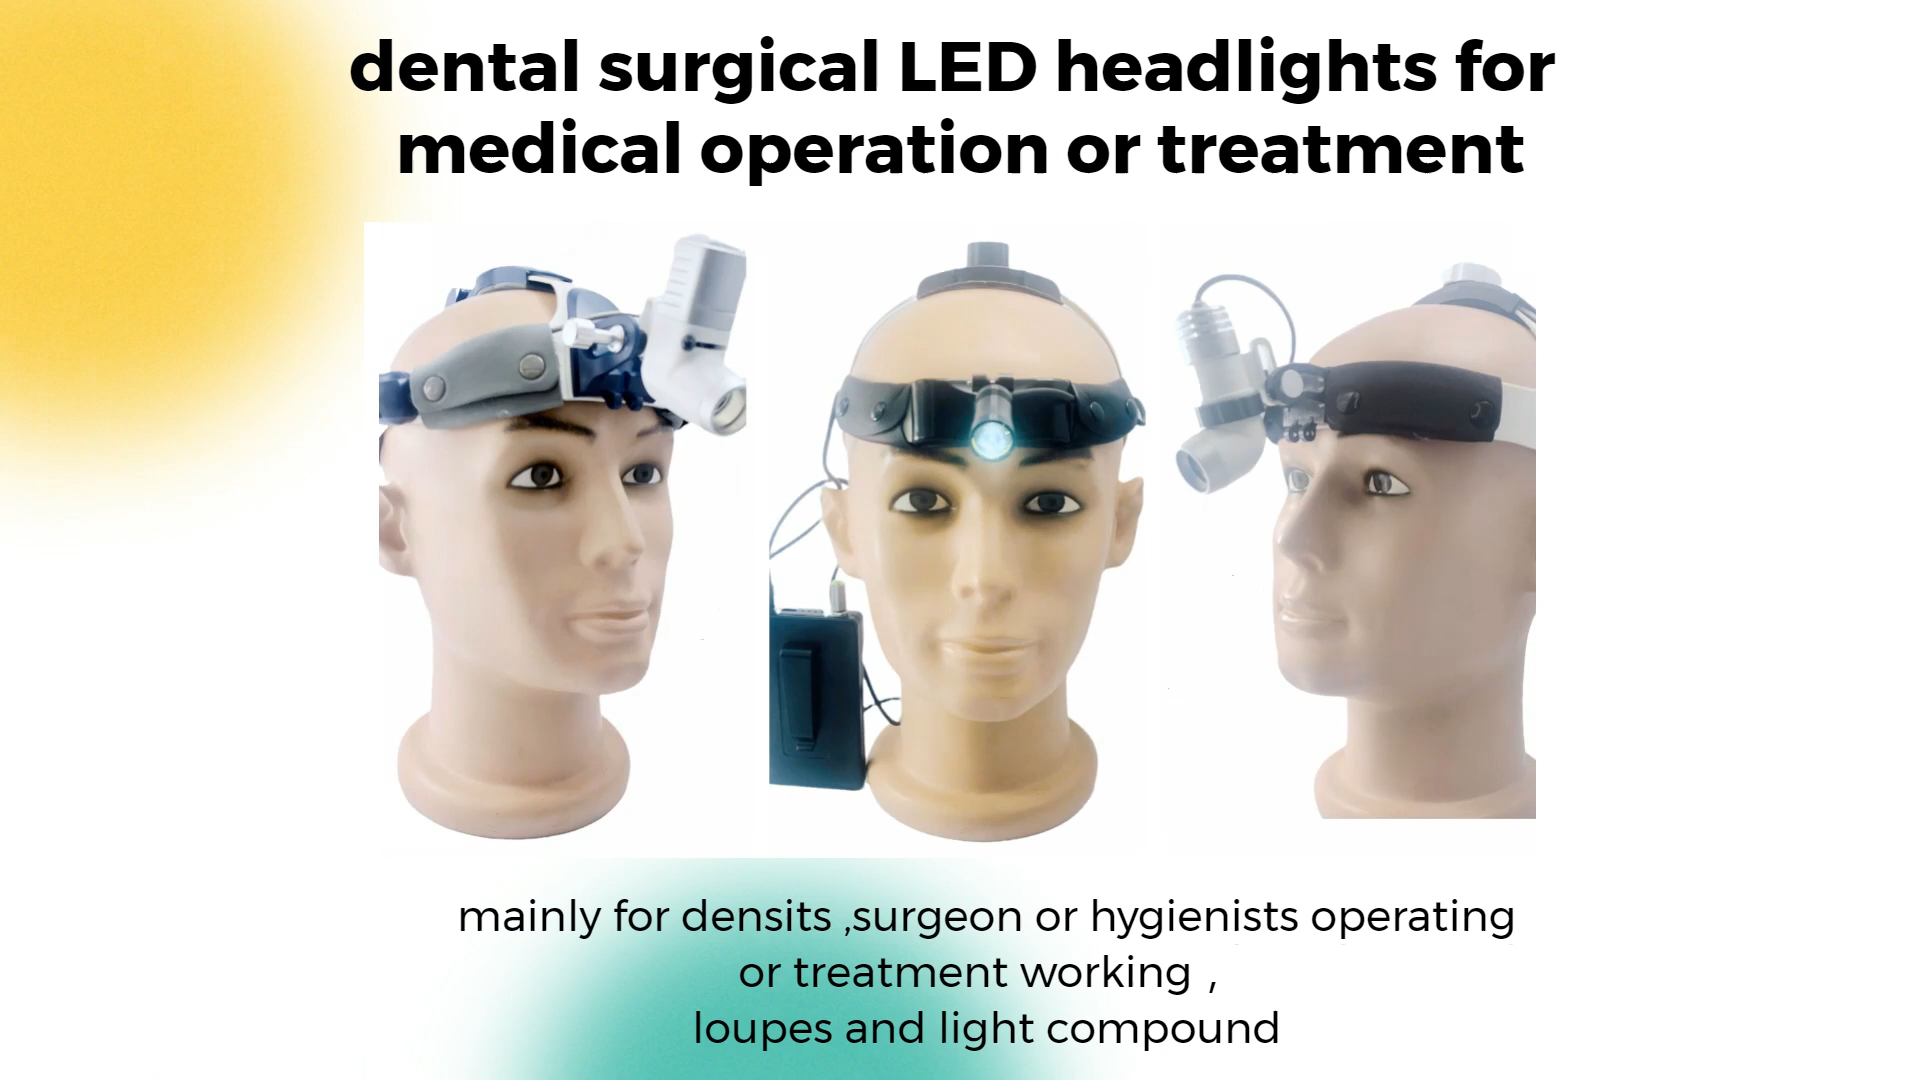 dental surgical LED headlights for
medical operation or treatment
mainly for densits ,surgeon or hygienists operating
or treatment working ,
loupes and light compound